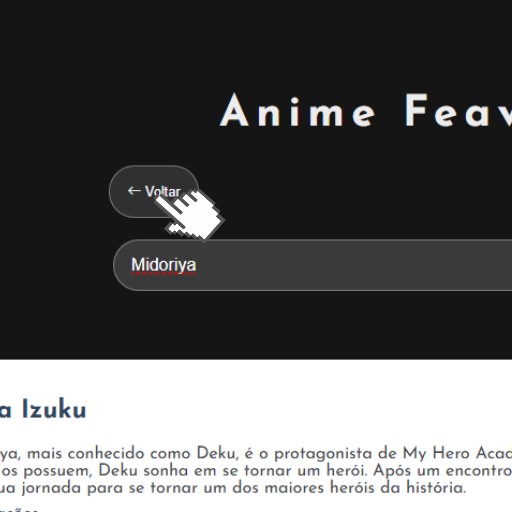 Anime Feav
← Voltar
Midoriya
a Izuku
ya, mais conhecido como Deku, é o protagonista de My Hero Acad
os possuem, Deku sonha em se tornar um herói. Após um encontro
ua jornada para se tornar um dos maiores heróis da história.